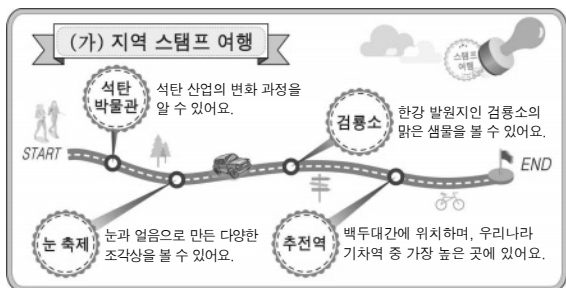 (가) 지역 스탬프 여행
스탬프
여행
석탄
박물관
석탄 산업의 변화 과정을
알 수 있어요.
검룡소
한강 발원지인 검룡소의
맑은 샘물을 볼 수 있어요.
START
END
눈 축제
눈과 얼음으로 만든 다양한
조각상을 볼 수 있어요.
추전역
백두대간에 위치하며, 우리나라
기차역 중 가장 높은 곳에 있어요.